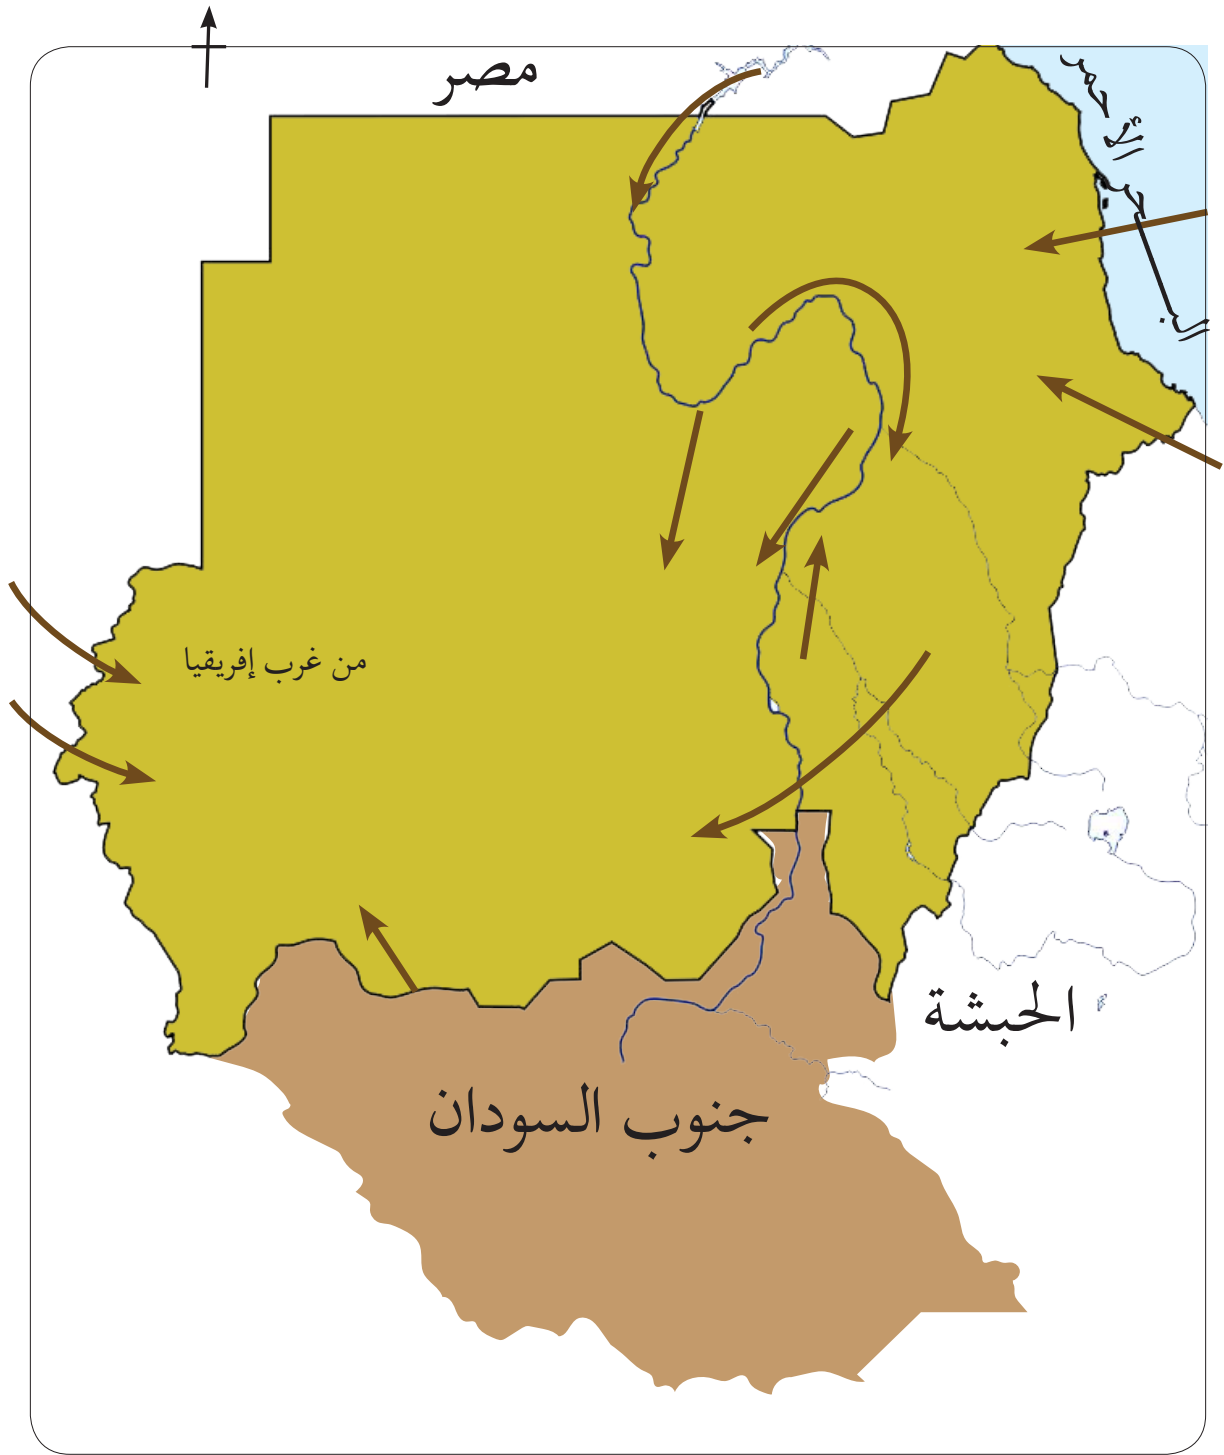 مصر
البحر الأحمر
من غرب إفريقيا
الحبشة
جنوب السودان